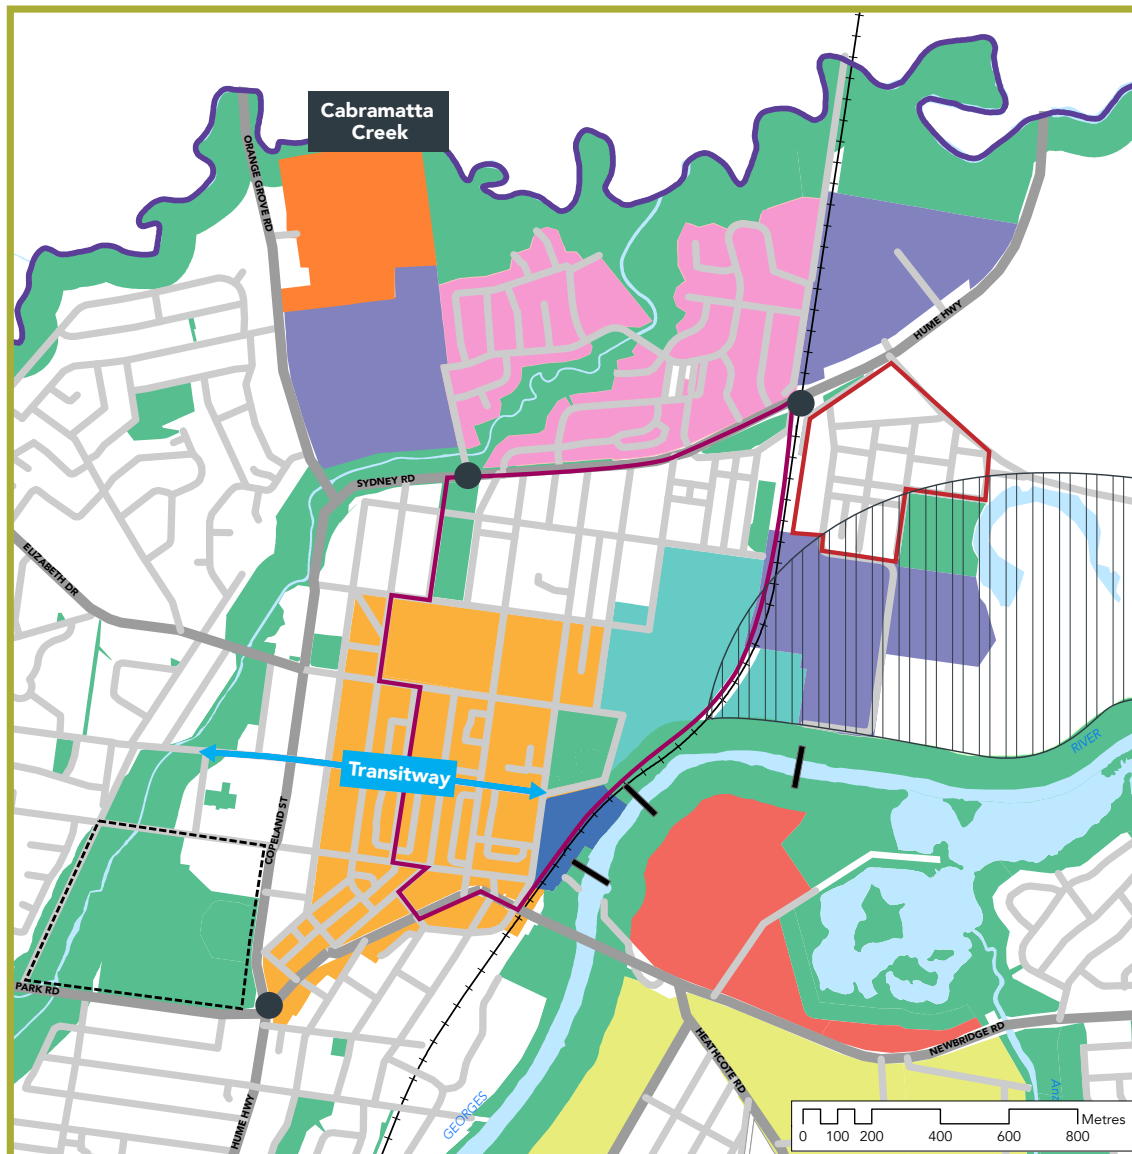 Cabramatta
Creek
ORANGE GROVE RD
HUME HWY
SYDNEY RD
ELIZABETH DR
RIVER
Transitway
COPELAND ST
PARK RD
NEWBRIDGE RD
HEATHCOTE RD
GEORGES
HUME HWY
Metres
0 100 200 400 600 800